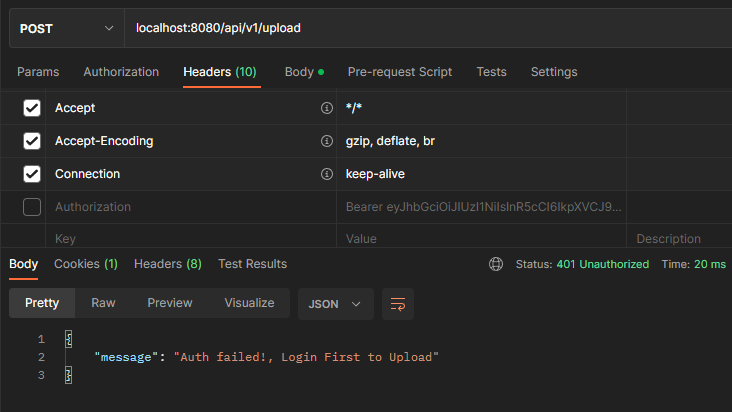 POST localhost:8080/api/v1/upload
Params Authorization Headers (10) Body Pre-request Script Tests Settings
Accept */*
Accept-Encoding gzip, deflate, br
Connection keep-alive
Authorization Bearer eyJhbGciOiJIUzI1NiIsInR5cCI6IkpXVCJ9...
Key Value Description
Body Cookies (1) Headers (8) Test Results Status: 401 Unauthorized Time: 20 ms
Pretty Raw Preview Visualize JSON
1 {
2 "message": "Auth failed!, Login First to Upload"
3 }